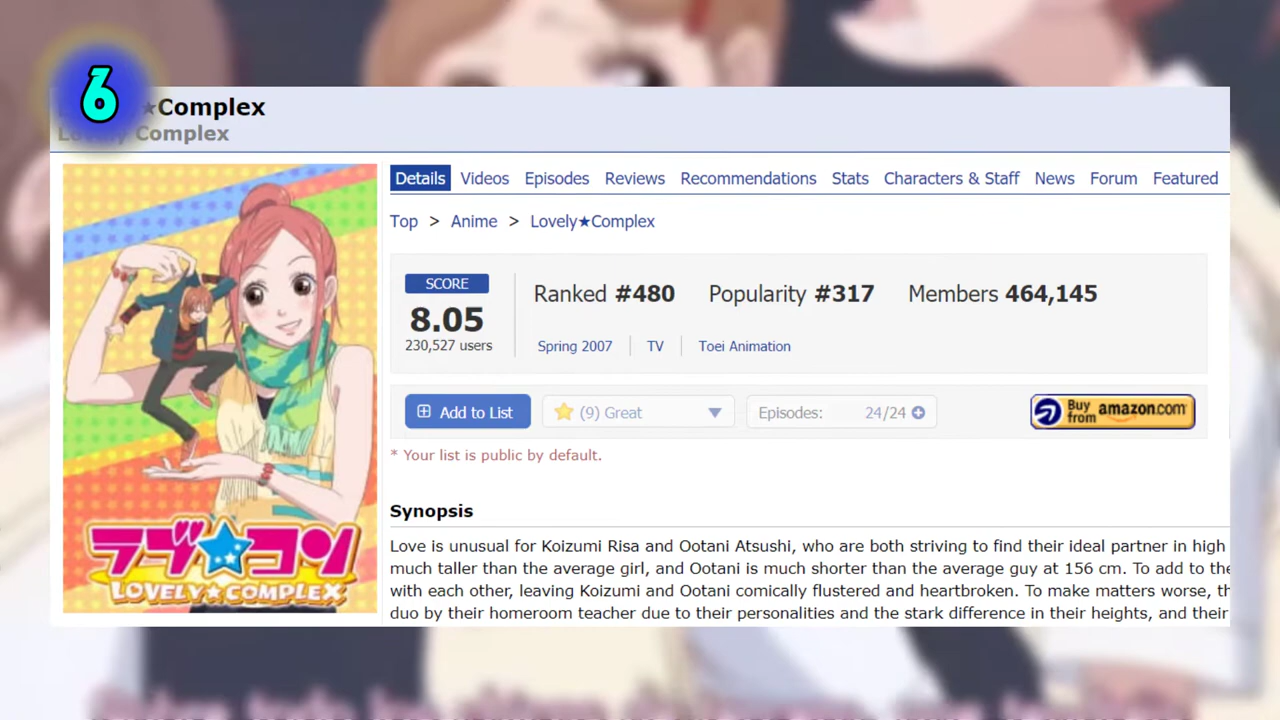 6
★Complex
Lovely Complex
Details Videos Episodes Reviews Recommendations Stats Characters & Staff News Forum Featured
Top > Anime > Lovely★Complex
SCORE
8.05
230,527 users
Ranked #480 Popularity #317 Members 464,145
Spring 2007 TV Toei Animation
Add to List (9) Great Episodes: 24/24 Buy from amazon.com
* Your list is public by default.
Synopsis
Love is unusual for Koizumi Risa and Ootani Atsushi, who are both striving to find their ideal partner in high
much taller than the average girl, and Ootani is much shorter than the average guy at 156 cm. To add to the
with each other, leaving Koizumi and Ootani comically flustered and heartbroken. To make matters worse, th
duo by their homeroom teacher due to their personalities and the stark difference in their heights, and their
ラブ★コン
LOVELY★COMPLEX